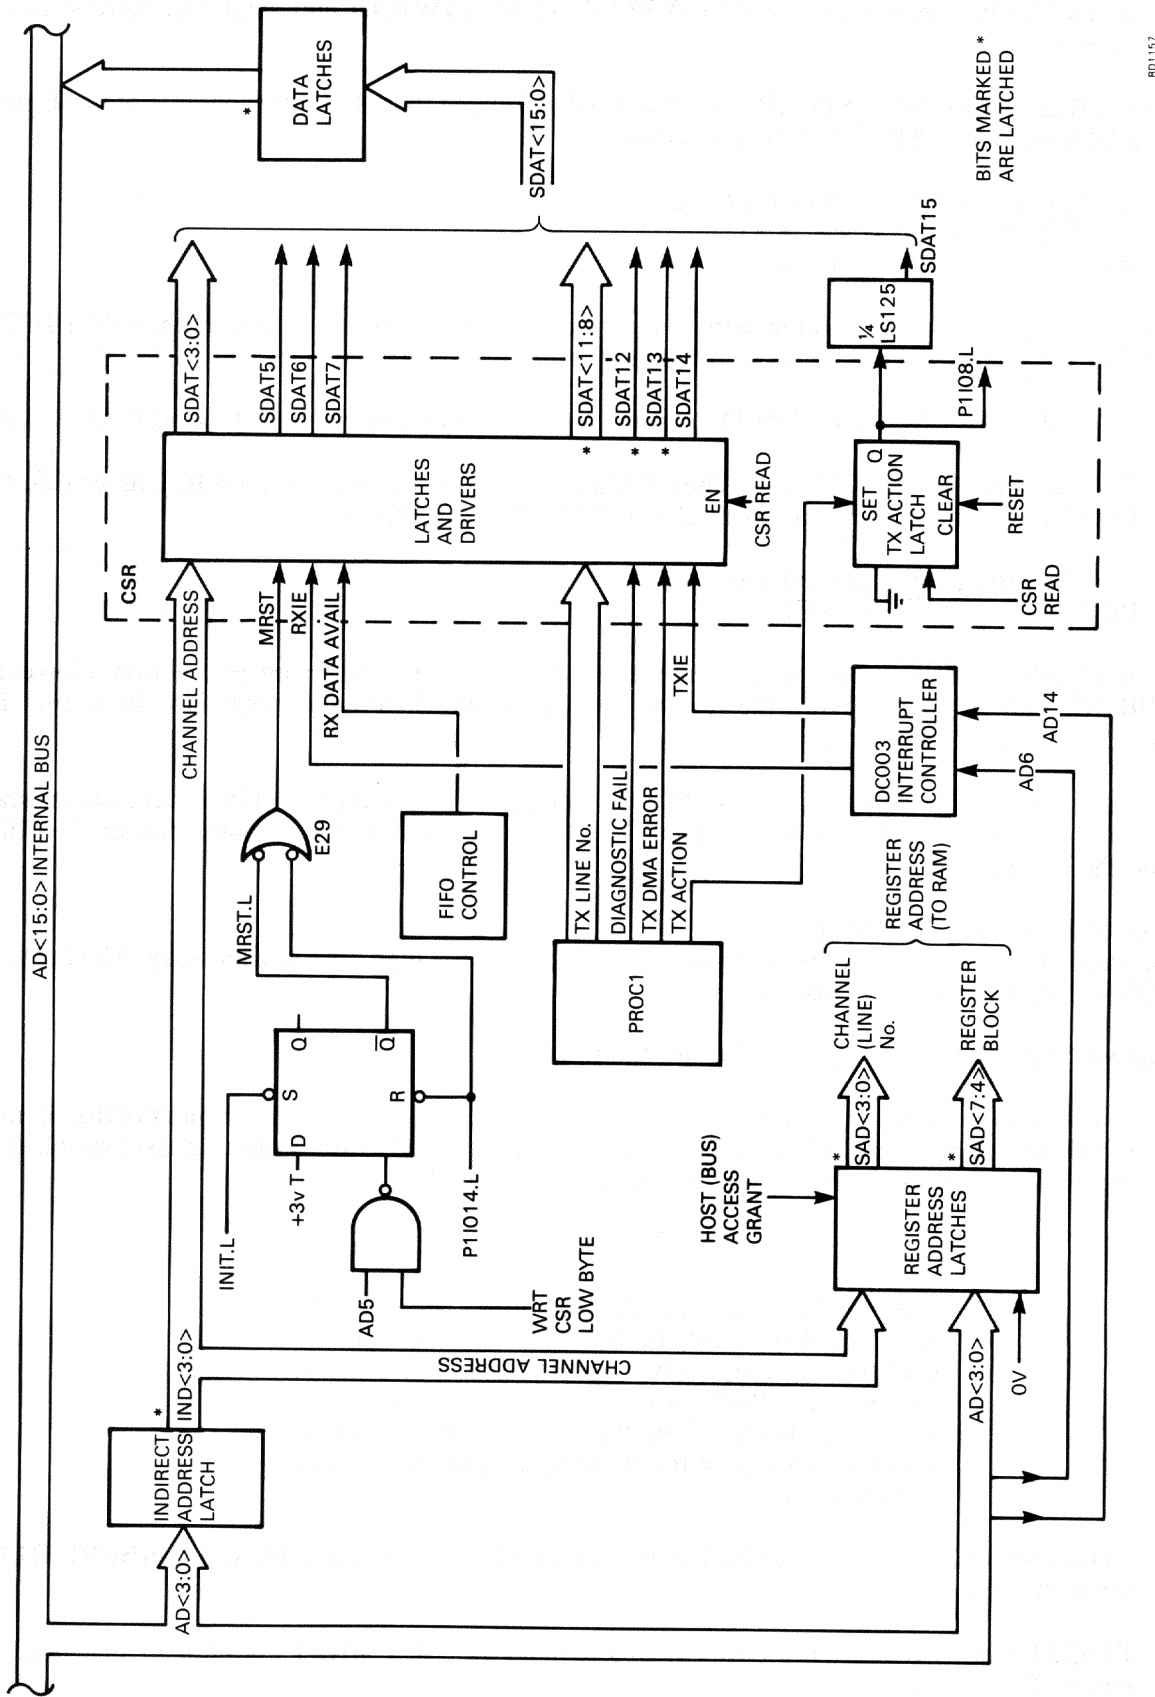 AD<15:0> INTERNAL BUS
DATA
LATCHES
*
SDAT<15:0>
BITS MARKED *
ARE LATCHED
RD1157
SDAT<3:0>
SDAT5
SDAT6
SDAT7
SDAT<11:8>
*
SDAT12
*
SDAT13
*
SDAT14
¼
LS125
SDAT15
P1I08.L
CSR
LATCHES
AND
DRIVERS
EN
CSR READ
SET
Q
TX ACTION
LATCH
CLEAR
RESET
CSR
READ
CHANNEL ADDRESS
MRST
RXIE
RX DATA AVAIL
TXIE
DC003
INTERRUPT
CONTROLLER
AD6
AD14
E29
FIFO
CONTROL
TX LINE No.
DIAGNOSTIC FAIL
TX DMA ERROR
TX ACTION
PROC1
MRST.L
Q
Q
S
R
D
+3v T
INIT.L
P1I014.L
AD5
WRT
CSR
LOW BYTE
REGISTER
ADDRESS
(TO RAM)
CHANNEL
(LINE)
No.
REGISTER
BLOCK
*
SAD<3:0>
*
SAD<7:4>
HOST (BUS)
ACCESS
GRANT
REGISTER
ADDRESS
LATCHES
INDIRECT
ADDRESS
LATCH
*
IND<3:0>
CHANNEL ADDRESS
AD<3:0>
AD<3:0>
0V